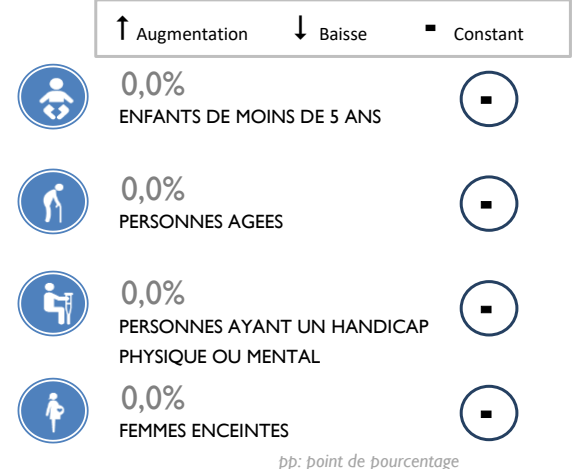 ↑ Augmentation ↓ Baisse - Constant
0,0% -
ENFANTS DE MOINS DE 5 ANS
0,0% -
PERSONNES AGEES
0,0% -
PERSONNES AYANT UN HANDICAP
PHYSIQUE OU MENTAL
0,0% -
FEMMES ENCEINTES
pp: point de pourcentage